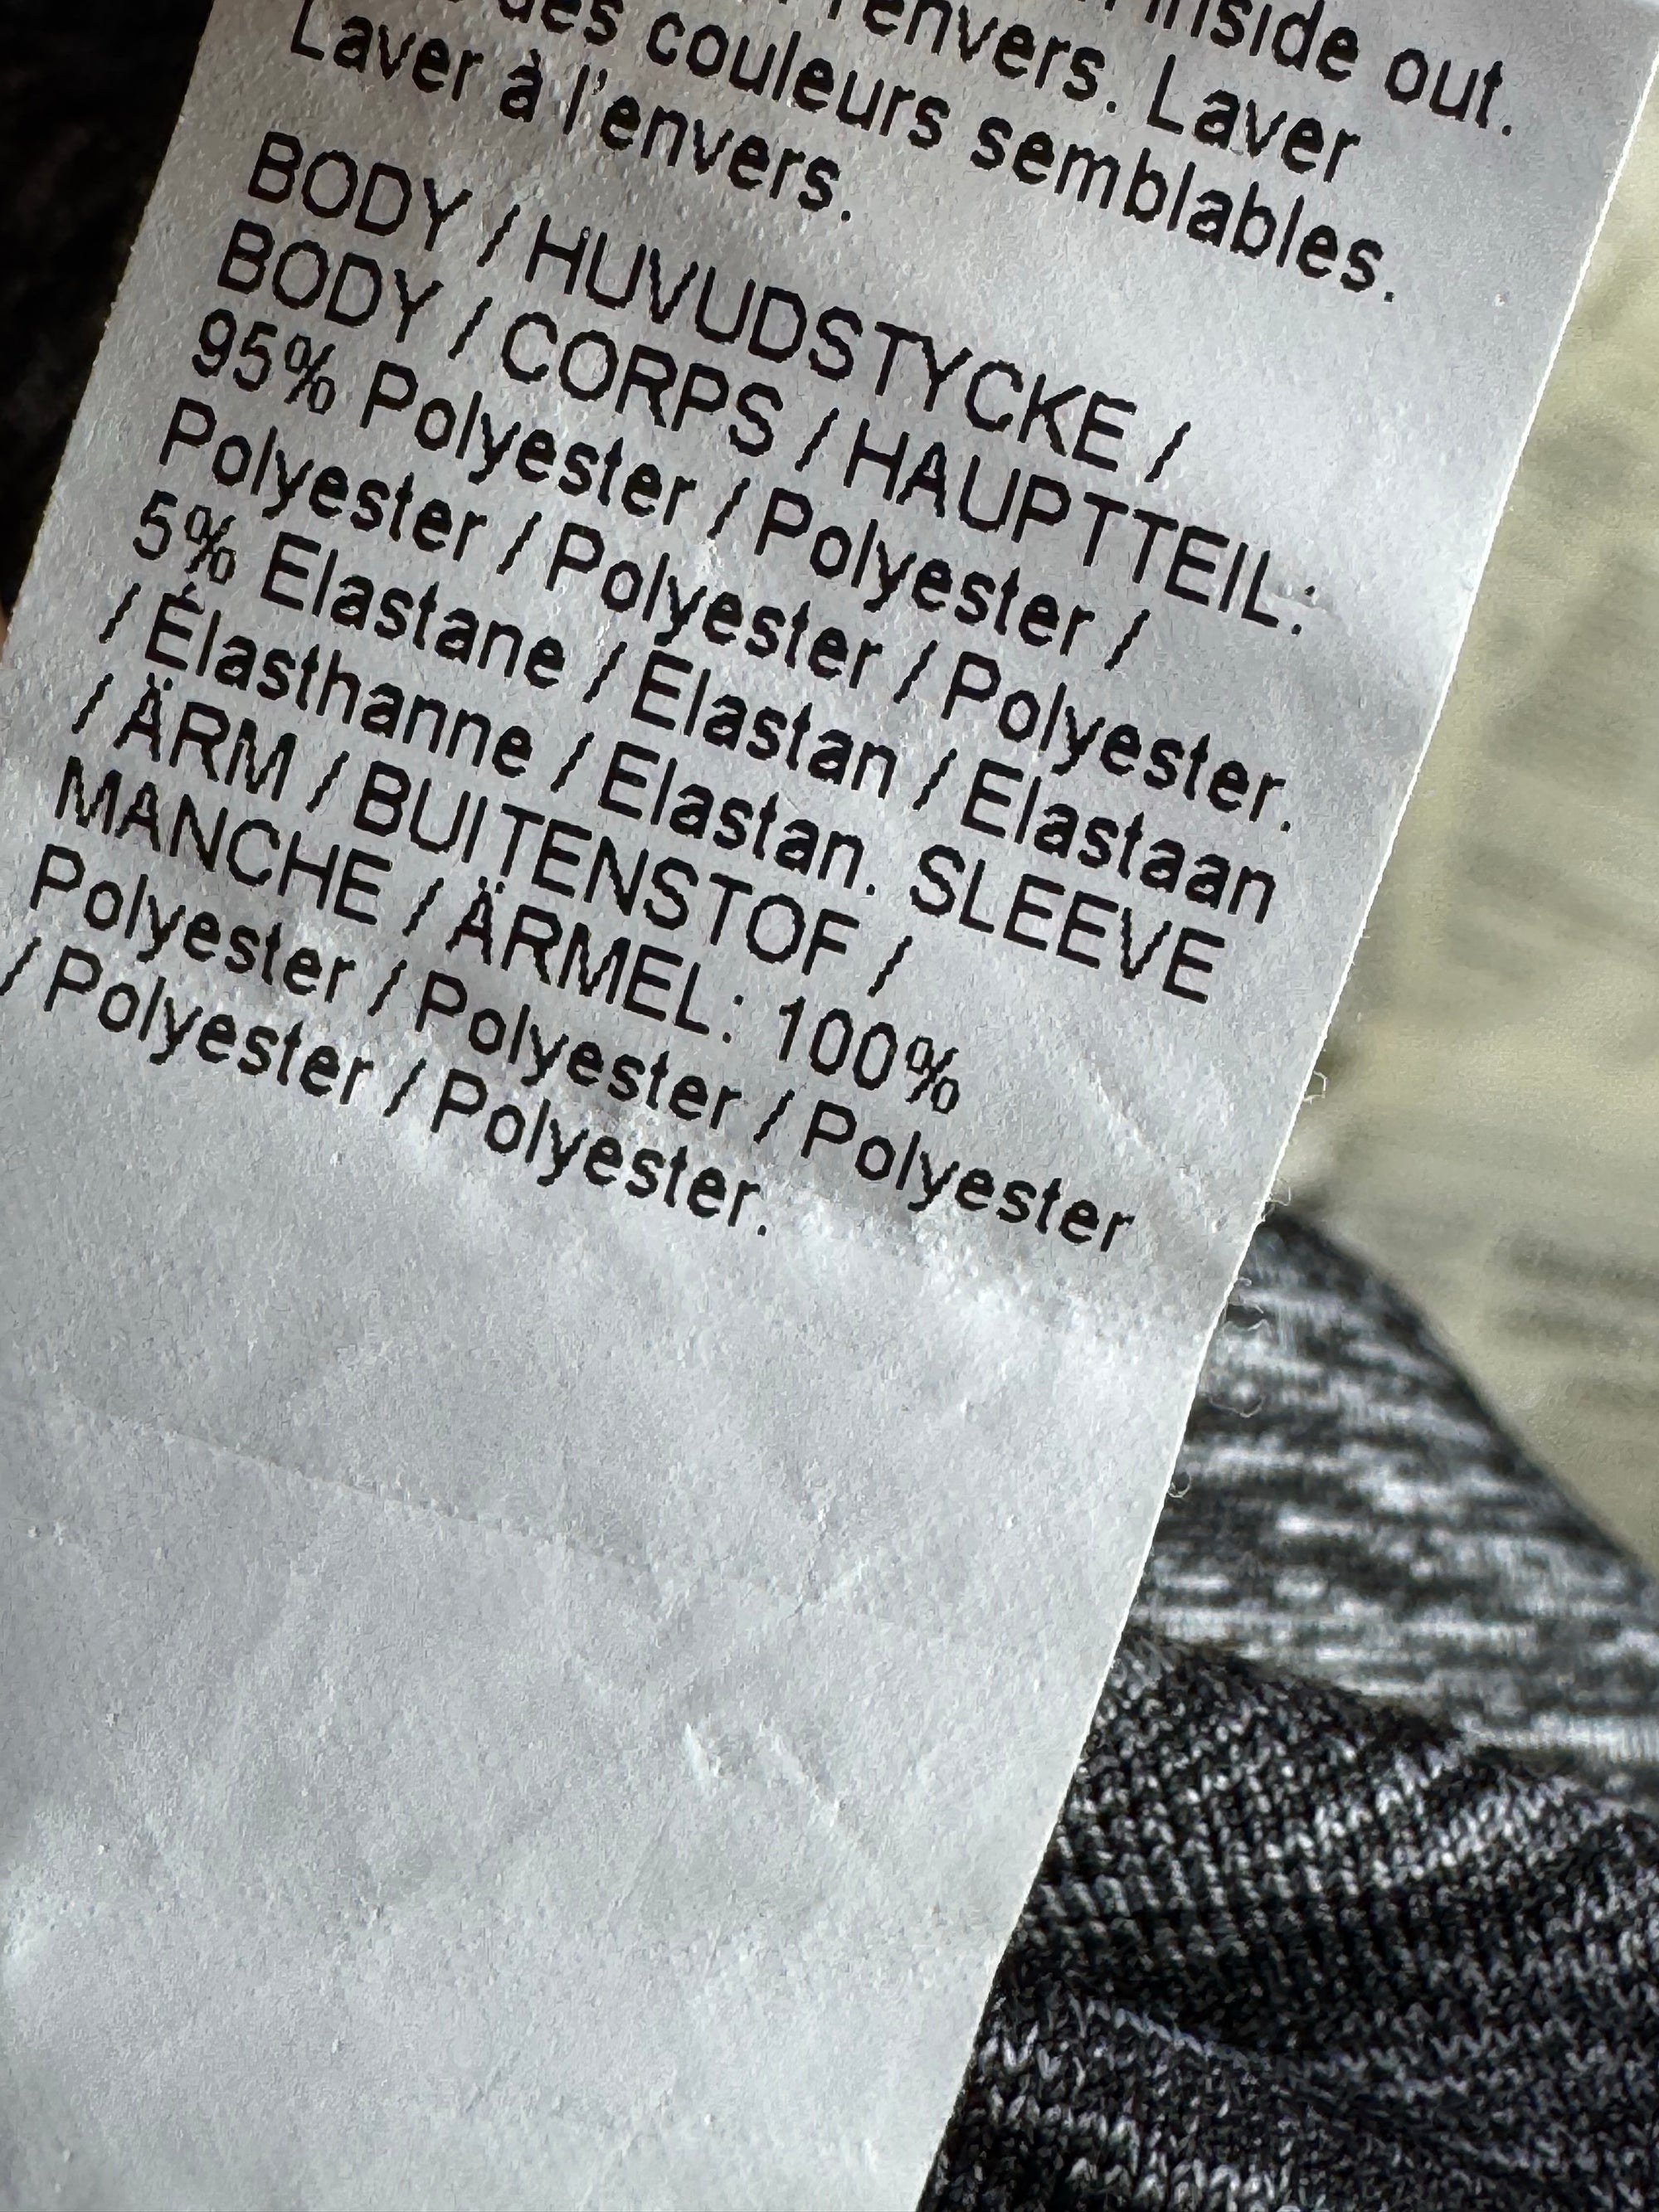 inside out.
l'envers. Laver
des couleurs semblables.
Laver à l'envers.
BODY / HUVUDSTYCKE /
BODY / CORPS / HAUPTTEIL:
95% Polyester / Polyester /
Polyester / Polyester / Polyester.
5% Elastane / Elastan / Elastaan
/ Élasthanne / Elastan. SLEEVE
/ ÄRM / BUITENSTOF /
MANCHE / ÄRMEL: 100%
Polyester / Polyester / Polyester
/ Polyester / Polyester.